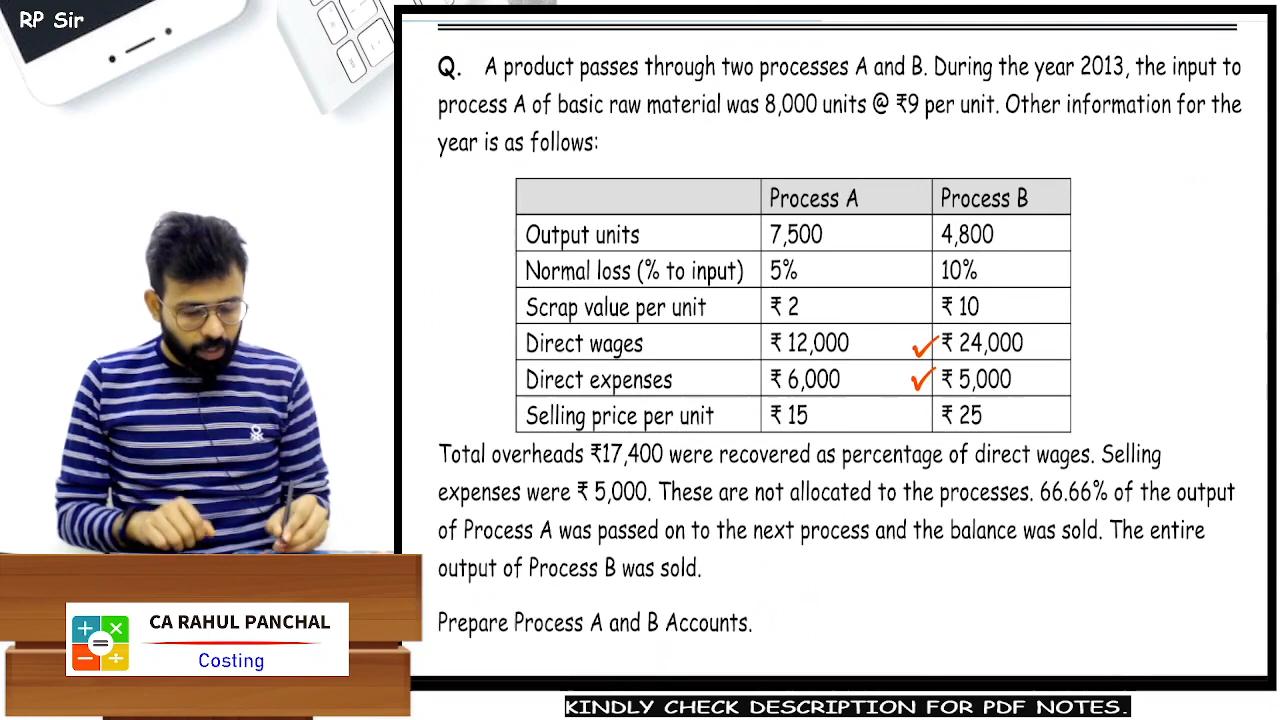 RP Sir
Q. A product passes through two processes A and B. During the year 2013, the input to
process A of basic raw material was 8,000 units @ ₹9 per unit. Other information for the
year is as follows:
Process A Process B
Output units 7,500 4,800
Normal loss (% to input) 5% 10%
Scrap value per unit ₹ 2 ₹ 10
Direct wages ₹ 12,000 ₹ 24,000
Direct expenses ₹ 6,000 ₹ 5,000
Selling price per unit ₹ 15 ₹ 25
Total overheads ₹17,400 were recovered as percentage of direct wages. Selling
expenses were ₹ 5,000. These are not allocated to the processes. 66.66% of the output
of Process A was passed on to the next process and the balance was sold. The entire
output of Process B was sold.
Prepare Process A and B Accounts.
CA RAHUL PANCHAL
Costing
KINDLY CHECK DESCRIPTION FOR PDF NOTES.